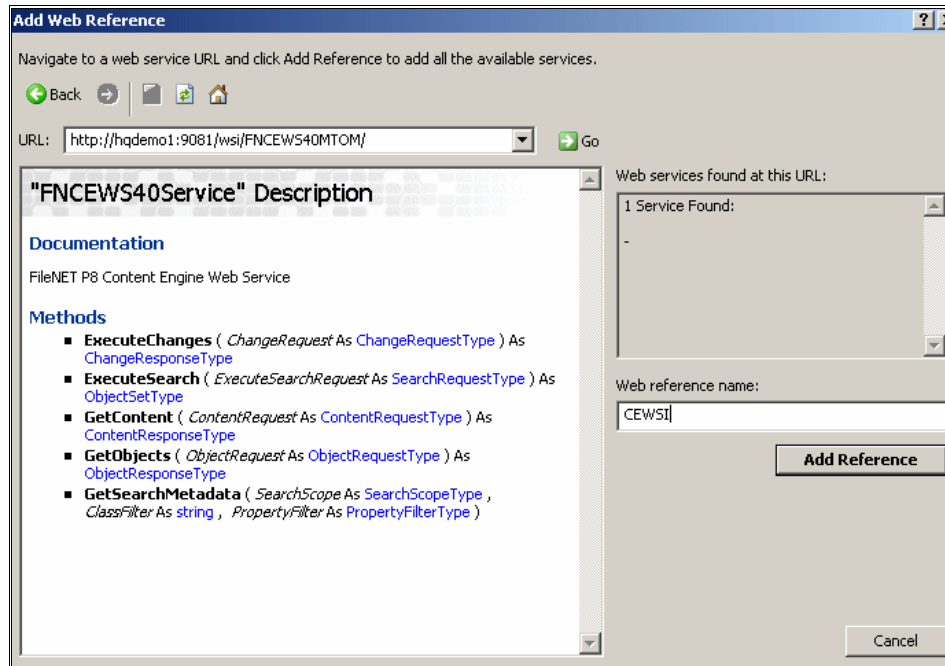 Add Web Reference
Navigate to a web service URL and click Add Reference to add all the available services.
Back
URL: http://hqdemo1:9081/wsi/FNCEWS40MTOM/ Go
"FNCEWS40Service" Description
Documentation
FileNET P8 Content Engine Web Service
Methods
ExecuteChanges ( ChangeRequest As ChangeRequestType ) As
ChangeResponseType
ExecuteSearch ( ExecuteSearchRequest As SearchRequestType ) As
ObjectSetType
GetContent ( ContentRequest As ContentRequestType ) As
ContentResponseType
GetObjects ( ObjectRequest As ObjectRequestType ) As
ObjectResponseType
GetSearchMetadata ( SearchScope As SearchScopeType ,
ClassFilter As string , PropertyFilter As PropertyFilterType )
Web services found at this URL:
1 Service Found:
-
Web reference name:
CEWSI
Add Reference
Cancel